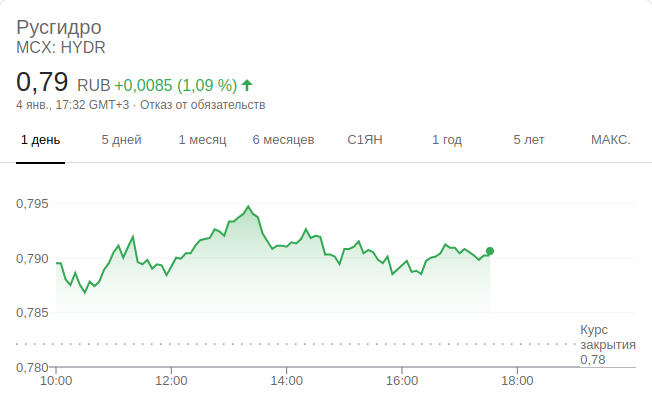 Русгидро
MCX: HYDR
0,79 RUB +0,0085 (1,09 %)
4 янв., 17:32 GMT+3 · Отказ от обязательств
1 день 5 дней 1 месяц 6 месяцев С1ЯН 1 год 5 лет МАКС.
0,795
0,790
0,785
Курс
закрытия
0,78
0,780
10:00 12:00 14:00 16:00 18:00